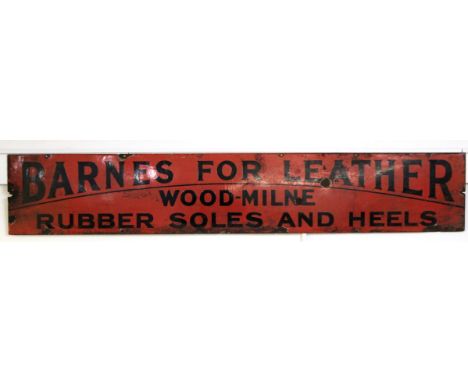 BARNES FOR LEATHER
WOOD-MILNE
RUBBER SOLES AND HEELS